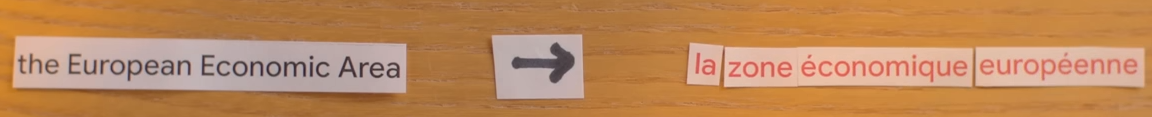 the European Economic Area → la zone économique européenne